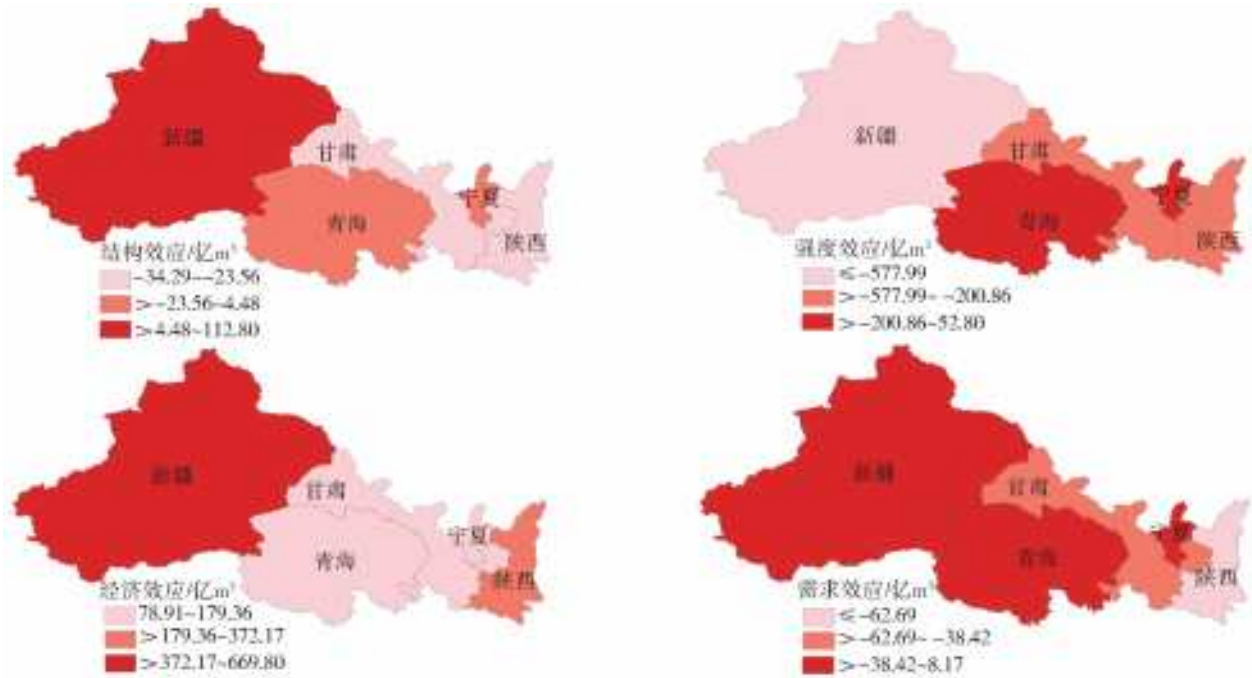 新疆
甘肃
青海
宁夏
陕西
结构效应/亿m³
-34.29~-23.56
>-23.56~4.48
>4.48~112.80
新疆
甘肃
青海
宁夏
陕西
强度效应/亿m³
≤-577.99
>-577.99~-200.86
>-200.86~52.80
新疆
甘肃
青海
宁夏
陕西
经济效应/亿m³
78.91~179.36
>179.36~372.17
>372.17~669.80
新疆
甘肃
青海
宁夏
陕西
需求效应/亿m³
≤-62.69
>-62.69~-38.42
>-38.42~8.17